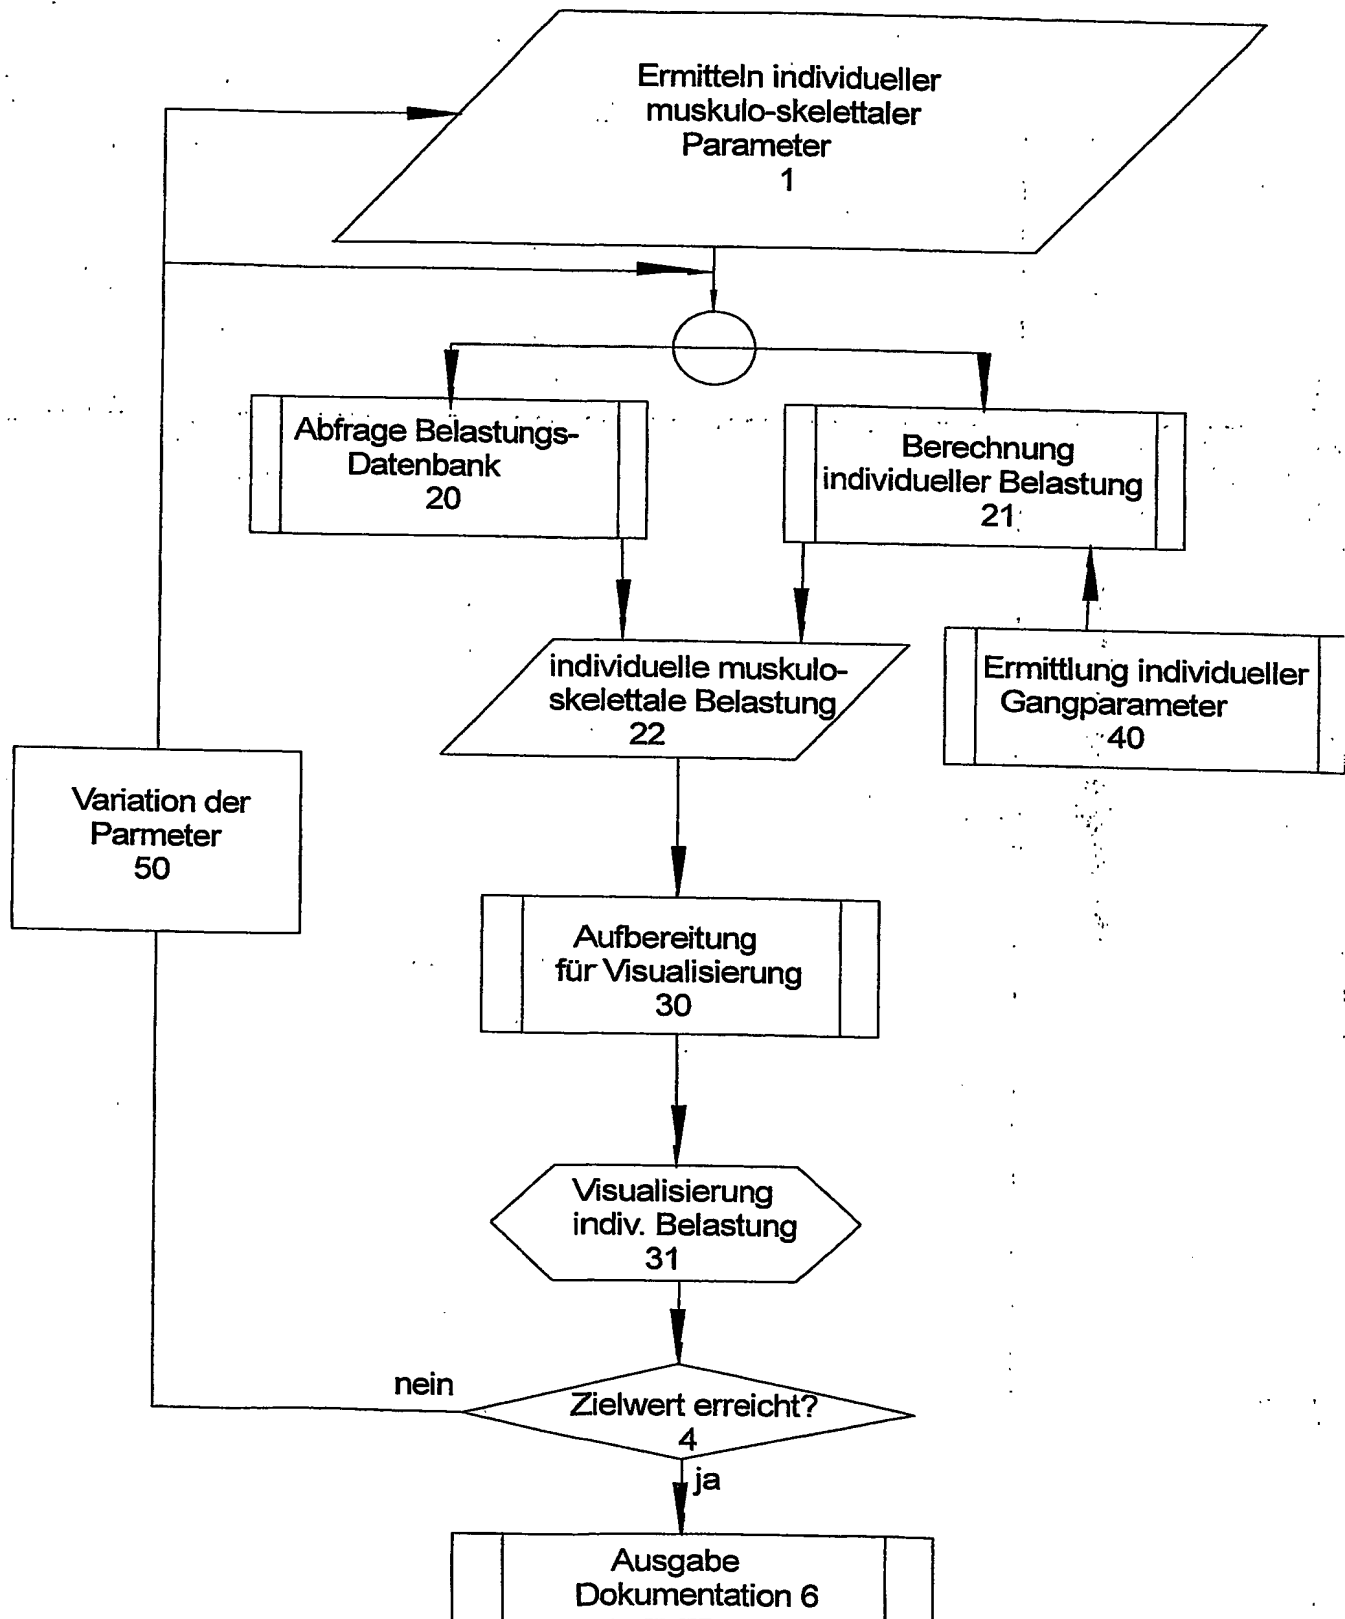 Ermitteln individueller
muskulo-skelettaler
Parameter
1
Abfrage Belastungs-
Datenbank
20
Berechnung
individueller Belastung
21
individuelle muskulo-
skelettale Belastung
22
Ermittlung individueller
Gangparameter
40
Variation der
Parmeter
50
Aufbereitung
für Visualisierung
30
Visualisierung
indiv. Belastung
31
nein
Zielwert erreicht?
4
ja
Ausgabe
Dokumentation 6